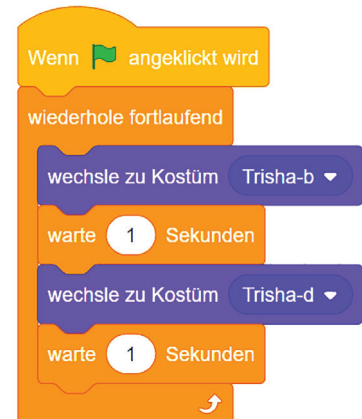 Wenn angeklickt wird
wiederhole fortlaufend
wechsle zu Kostüm Trisha-b
warte 1 Sekunden
wechsle zu Kostüm Trisha-d
warte 1 Sekunden